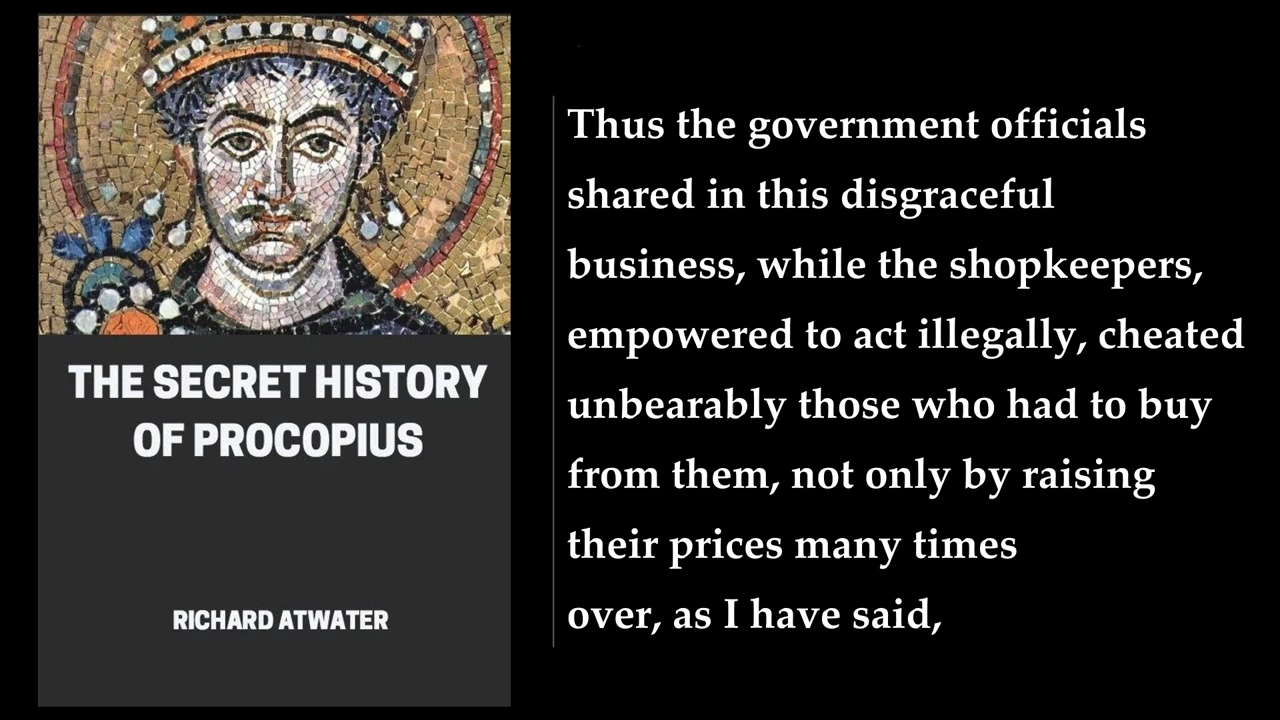 THE SECRET HISTORY
OF PROCOPIUS
RICHARD ATWATER
Thus the government officials
shared in this disgraceful
business, while the shopkeepers,
empowered to act illegally, cheated
unbearably those who had to buy
from them, not only by raising
their prices many times
over, as I have said,